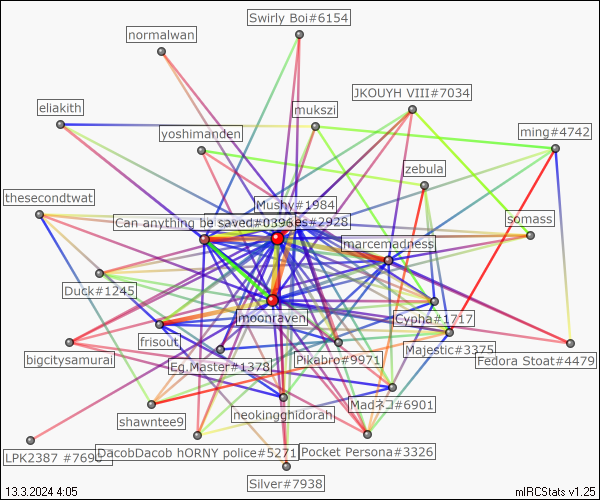 Swirly Boi#6154
normalwan
JKOUYH VIII#7034
eliakith
mukszi
ming#4742
yoshimanden
zebula
thesecondtwat
Mushy#1984
Can anything be saved#0396
es#2928
somass
marcemadness
Duck#1245
moonraven
Cypha#1717
frisout
Majestic#3375
bigcitysamurai
Pikabro#9971
Fedora Stoat#4479
Eg.Master#1378
Madネコ#6901
shawntee9
neokingghidorah
DacobDacob hORNY police#5271
Pocket Persona#3326
LPK2387 #769
Silver#7938
13.3.2024 4:05
mIRCStats v1.25